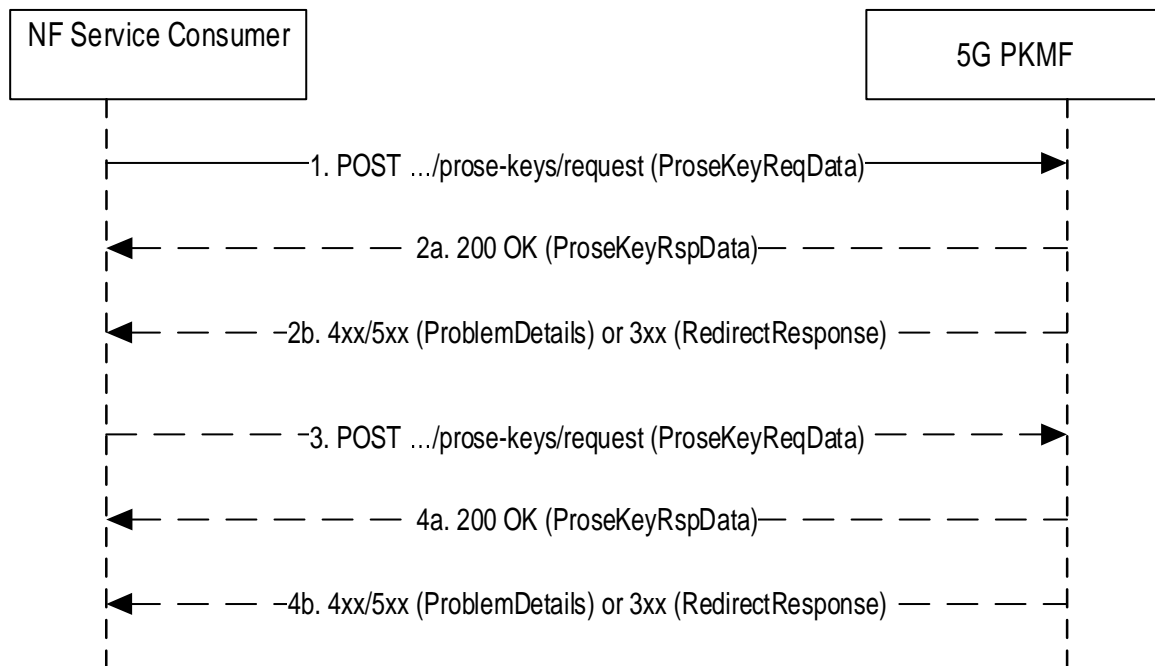 NF Service Consumer
5G PKMF
1. POST .../prose-keys/request (ProseKeyReqData)
2a. 200 OK (ProseKeyRspData)
2b. 4xx/5xx (ProblemDetails) or 3xx (RedirectResponse)
3. POST .../prose-keys/request (ProseKeyReqData)
4a. 200 OK (ProseKeyRspData)
4b. 4xx/5xx (ProblemDetails) or 3xx (RedirectResponse)